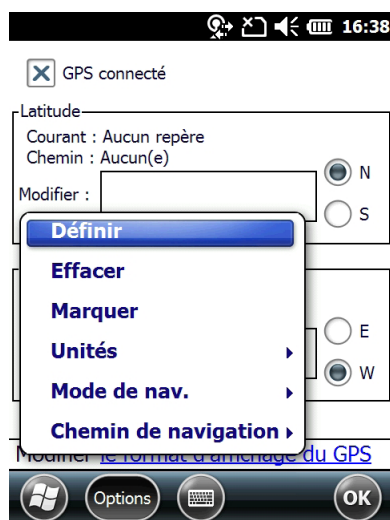 16:38
GPS connecté
Latitude
Courant : Aucun repère
Chemin : Aucun(e)
Modifier :
N
S
Définir
Effacer
Marquer
Unités
Mode de nav.
Chemin de navigation
E
W
Modifier le format d'affichage du GPS
Options
OK